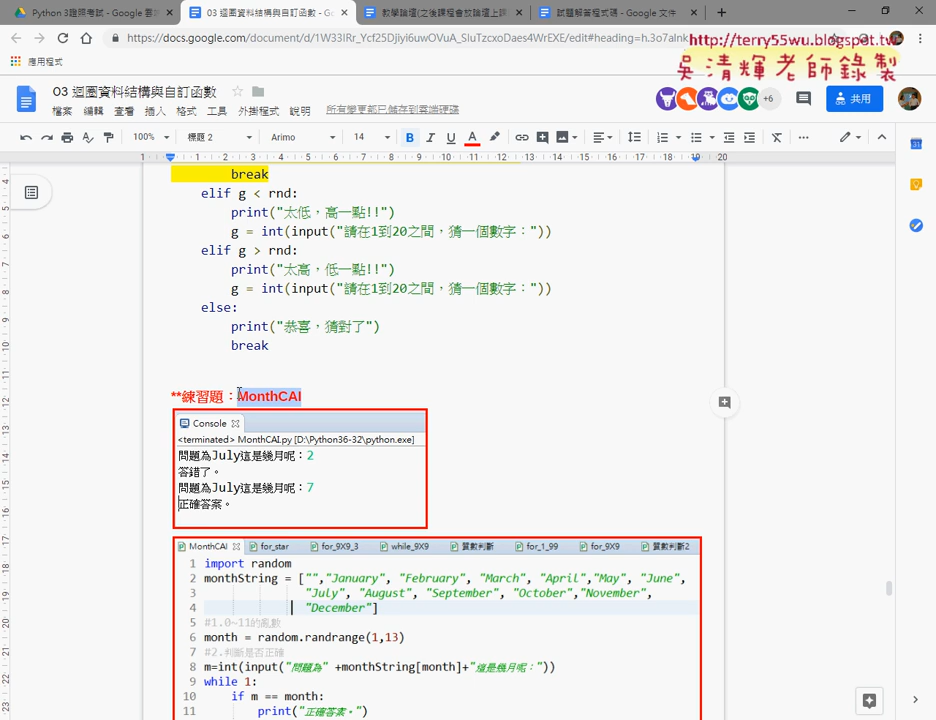 Python 3證照考試 - Google 雲端
03 迴圈資料結構與自訂函數 - Go
教學論壇(之後課程會放論壇上課
試題解答程式碼 - Google 文件
https://docs.google.com/document/d/1W33IRr_Ycf25Djiyi6uwOVuA_SIuTzcxoDaes4WrEXE/edit#heading=h.3o7alnk
http://terry55wu.blogspot.tw
吳清輝老師錄製
應用程式
03 迴圈資料結構與自訂函數
檔案 編輯 查看 插入 格式 工具 外掛程式 說明 所有變更都已儲存到雲端硬碟
+6
共用
100% 標題 2 Arimo 14 B I U A
break
elif g < rnd:
print("太低，高一點!!")
g = int(input("請在1到20之間，猜一個數字："))
elif g > rnd:
print("太高，低一點!!")
g = int(input("請在1到20之間，猜一個數字："))
else:
print("恭喜，猜對了")
break
**練習題：MonthCAI
Console
<terminated> MonthCAI.py [D:\Python36-32\python.exe]
問題為July這是幾月呢：2
答錯了。
問題為July這是幾月呢：7
正確答案。
MonthCAI for_star for_9X9_3 while_9X9 質數判斷 for_1_99 for_9X9 質數判斷2
1 import random
2 monthString = ["","January", "February", "March", "April","May", "June",
3 "July", "August", "September", "October","November",
4 "December"]
5 #1.0~11的亂數
6 month = random.randrange(1,13)
7 #2.判斷是否正確
8 m=int(input("問題為" +monthString[month]+"這是幾月呢："))
9 while 1:
10 if m == month:
11 print("正確答案。")